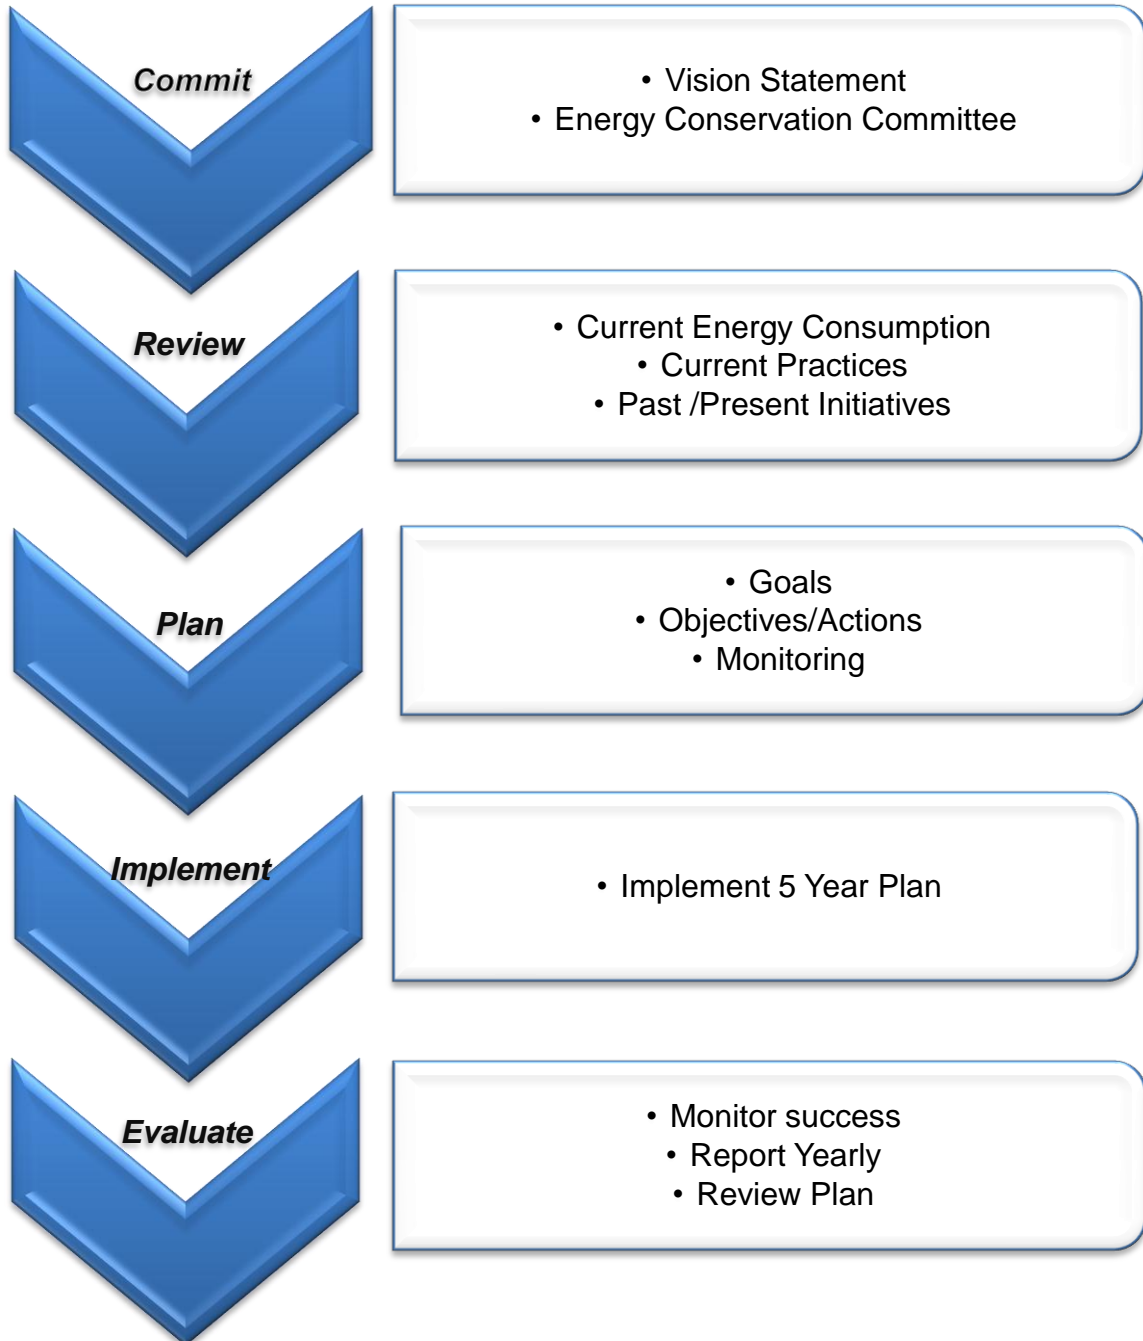 Commit
• Vision Statement
• Energy Conservation Committee
Review
• Current Energy Consumption
• Current Practices
• Past /Present Initiatives
Plan
• Goals
• Objectives/Actions
• Monitoring
Implement
• Implement 5 Year Plan
Evaluate
• Monitor success
• Report Yearly
• Review Plan